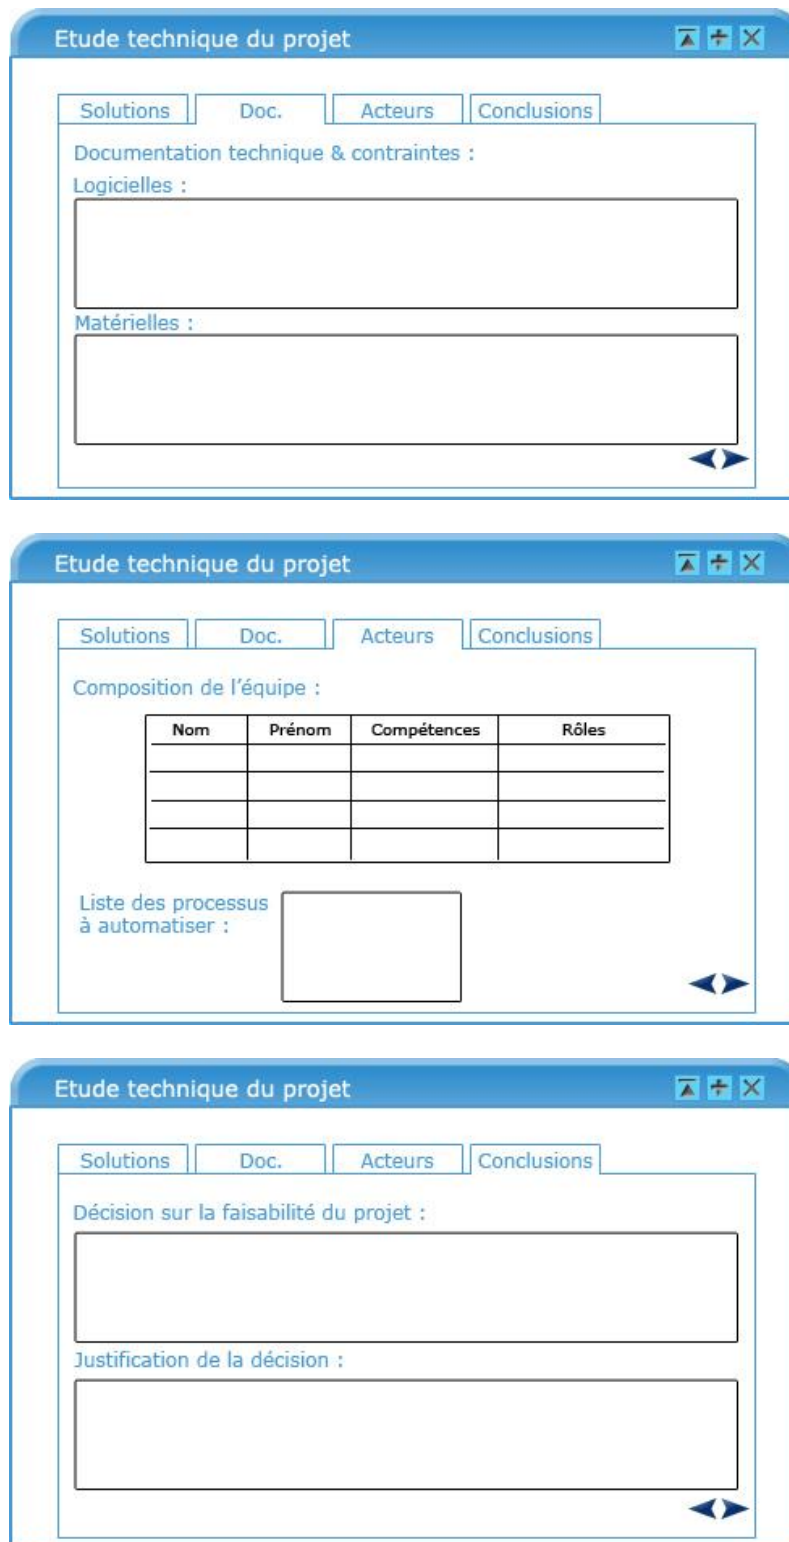 Etude technique du projet
Solutions Doc. Acteurs Conclusions
Documentation technique & contraintes :
Logicielles :
Matérielles :
Etude technique du projet
Solutions Doc. Acteurs Conclusions
Composition de l'équipe :
Nom Prénom Compétences Rôles
Liste des processus
à automatiser :
Etude technique du projet
Solutions Doc. Acteurs Conclusions
Décision sur la faisabilité du projet :
Justification de la décision :